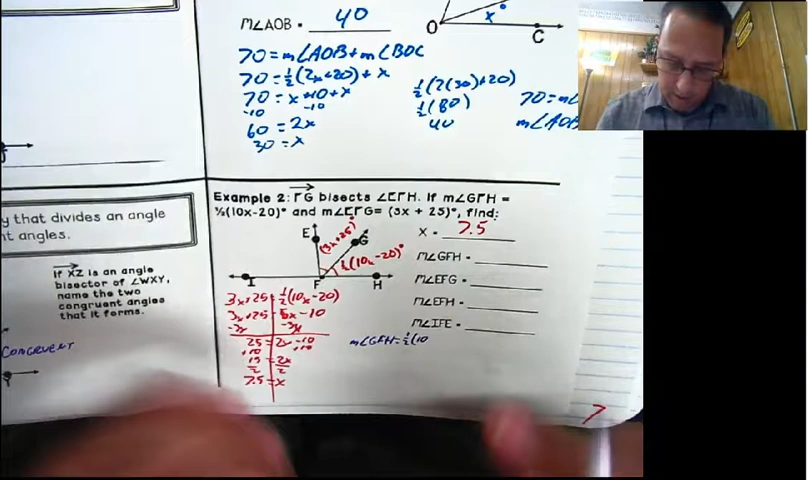 m∠AOB = 40
O
x°
C
70 = m∠AOB + m∠BOC
70 = ½(2x+20) + x
70 = x+10+x
-10 -10
60 = 2x
30 = x
½(2(30)+20)
½(80)
40
70 = m∠
m∠AOB
y that divides an angle
nt angles.
If XZ is an angle
bisector of ∠WXY,
name the two
congruent angles
that it forms.
CONGRUENT
Example 2: FG bisects ∠EFH. If m∠GFH =
½(10x-20)° and m∠EFG= (3x + 25)°, find:
E
(3x+25)°
G
½(10x-20)°
I
F
H
3x+25 = ½(10x-20)
3x+25 = 5x-10
-3x -3x
25 = 2x-10
+10 +10
2x
2 2
7.5 = x
m∠GFH = ½(10
x = 7.5
m∠GFH =
m∠EFG =
m∠EFH =
m∠IFE =
7